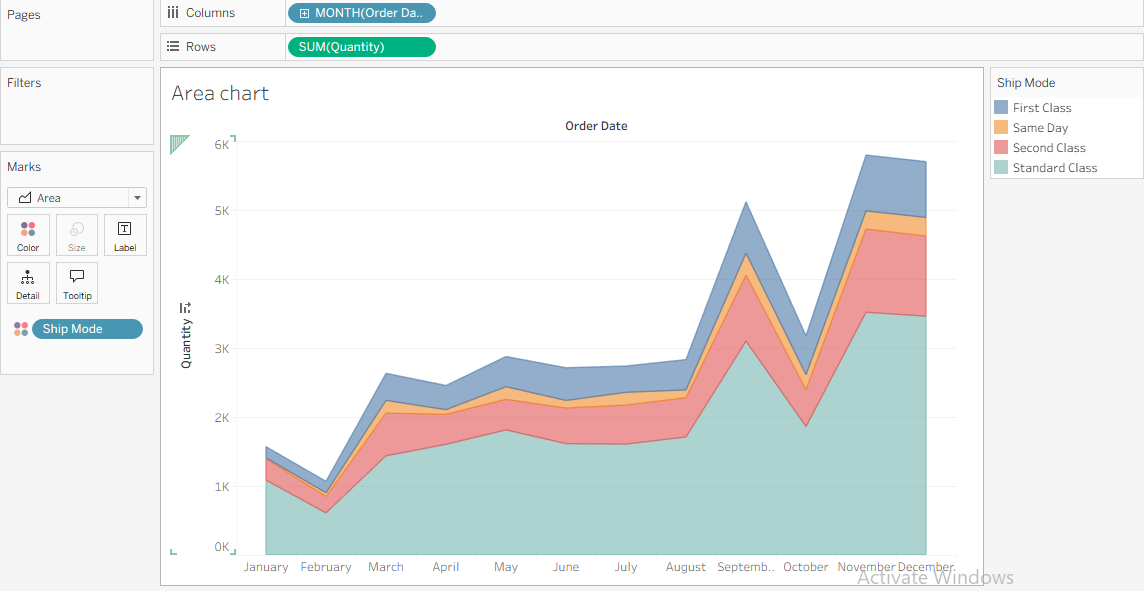 Pages
Columns
MONTH(Order Da..
Rows
SUM(Quantity)
Filters
Marks
Area
Color
Size
Label
Detail
Tooltip
Ship Mode
Area chart
Order Date
Quantity
6K
5K
4K
3K
2K
1K
0K
January February March April May June July August Septemb.. October November December.
Ship Mode
First Class
Same Day
Second Class
Standard Class
Activate Windows